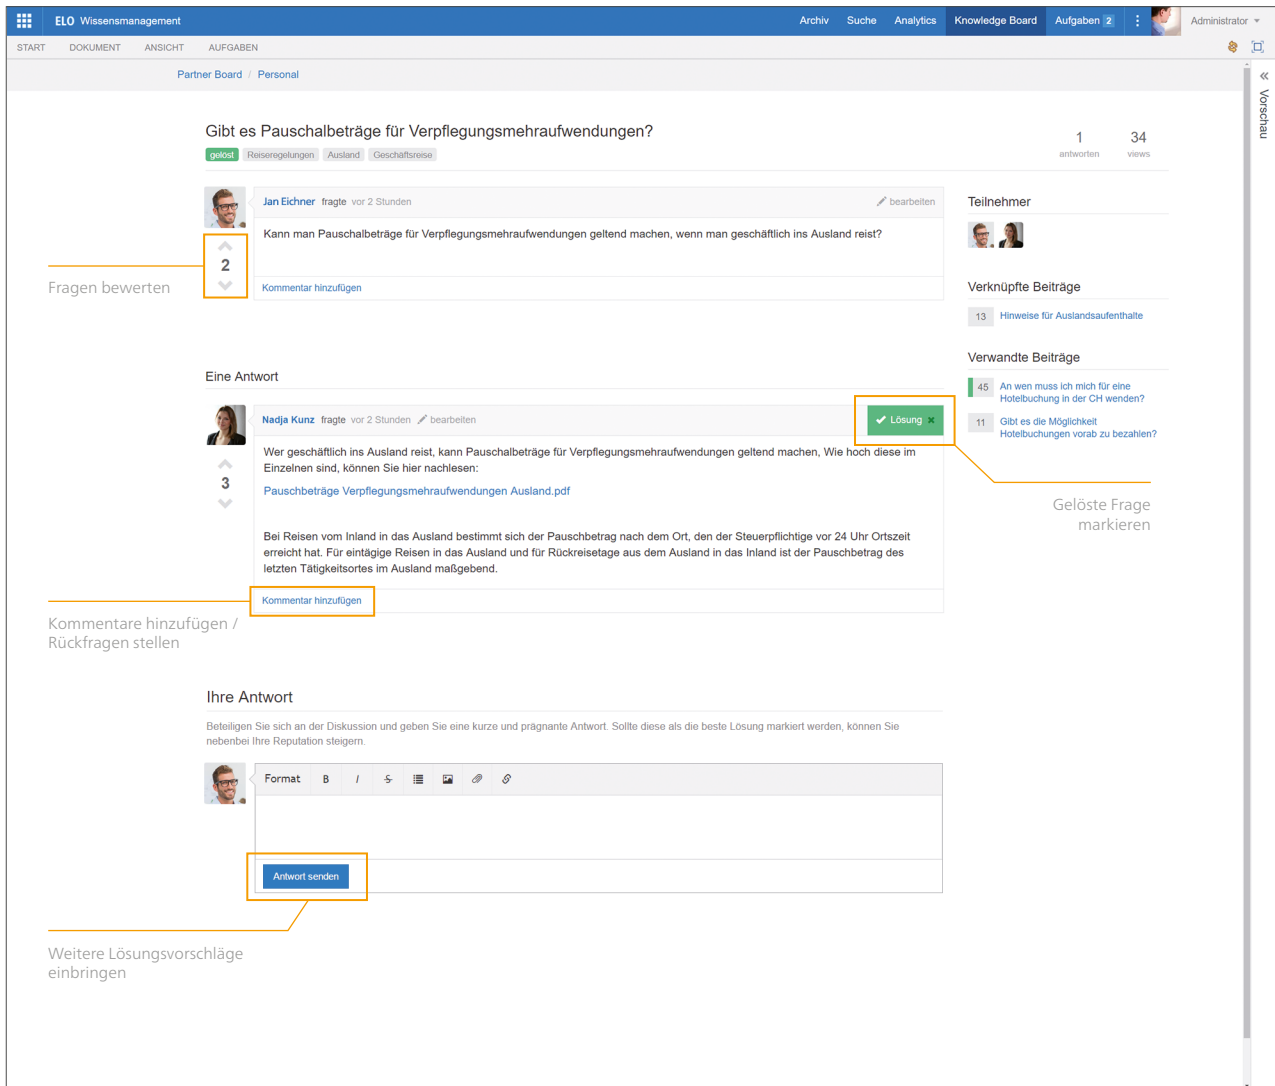 ELO Wissensmanagement
Archiv Suche Analytics Knowledge Board Aufgaben 2 Administrator
START DOKUMENT ANSICHT AUFGABEN
Partner Board / Personal
Vorschau
Gibt es Pauschalbeträge für Verpflegungsmehraufwendungen?
gelöst Reiseregelungen Ausland Geschäftsreise
1 antworten
34 views
Jan Eichner fragte vor 2 Stunden bearbeiten
Kann man Pauschalbeträge für Verpflegungsmehraufwendungen geltend machen, wenn man geschäftlich ins Ausland reist?
2
Kommentar hinzufügen
Fragen bewerten
Teilnehmer
Verknüpfte Beiträge
13 Hinweise für Auslandsaufenthalte
Verwandte Beiträge
45 An wen muss ich mich für eine
Hotelbuchung in der CH wenden?
11 Gibt es die Möglichkeit
Hotelbuchungen vorab zu bezahlen?
Eine Antwort
Nadja Kunz fragte vor 2 Stunden bearbeiten
Lösung
Wer geschäftlich ins Ausland reist, kann Pauschalbeträge für Verpflegungsmehraufwendungen geltend machen, Wie hoch diese im
Einzelnen sind, können Sie hier nachlesen:
3
Pauschbeträge Verpflegungsmehraufwendungen Ausland.pdf
Bei Reisen vom Inland in das Ausland bestimmt sich der Pauschbetrag nach dem Ort, den der Steuerpflichtige vor 24 Uhr Ortszeit
erreicht hat. Für eintägige Reisen in das Ausland und für Rückreisetage aus dem Ausland in das Inland ist der Pauschbetrag des
letzten Tätigkeitsortes im Ausland maßgebend.
Kommentar hinzufügen
Gelöste Frage
markieren
Kommentare hinzufügen /
Rückfragen stellen
Ihre Antwort
Beteiligen Sie sich an der Diskussion und geben Sie eine kurze und prägnante Antwort. Sollte diese als die beste Lösung markiert werden, können Sie
nebenbei Ihre Reputation steigern.
Format B I S
Antwort senden
Weitere Lösungsvorschläge
einbringen